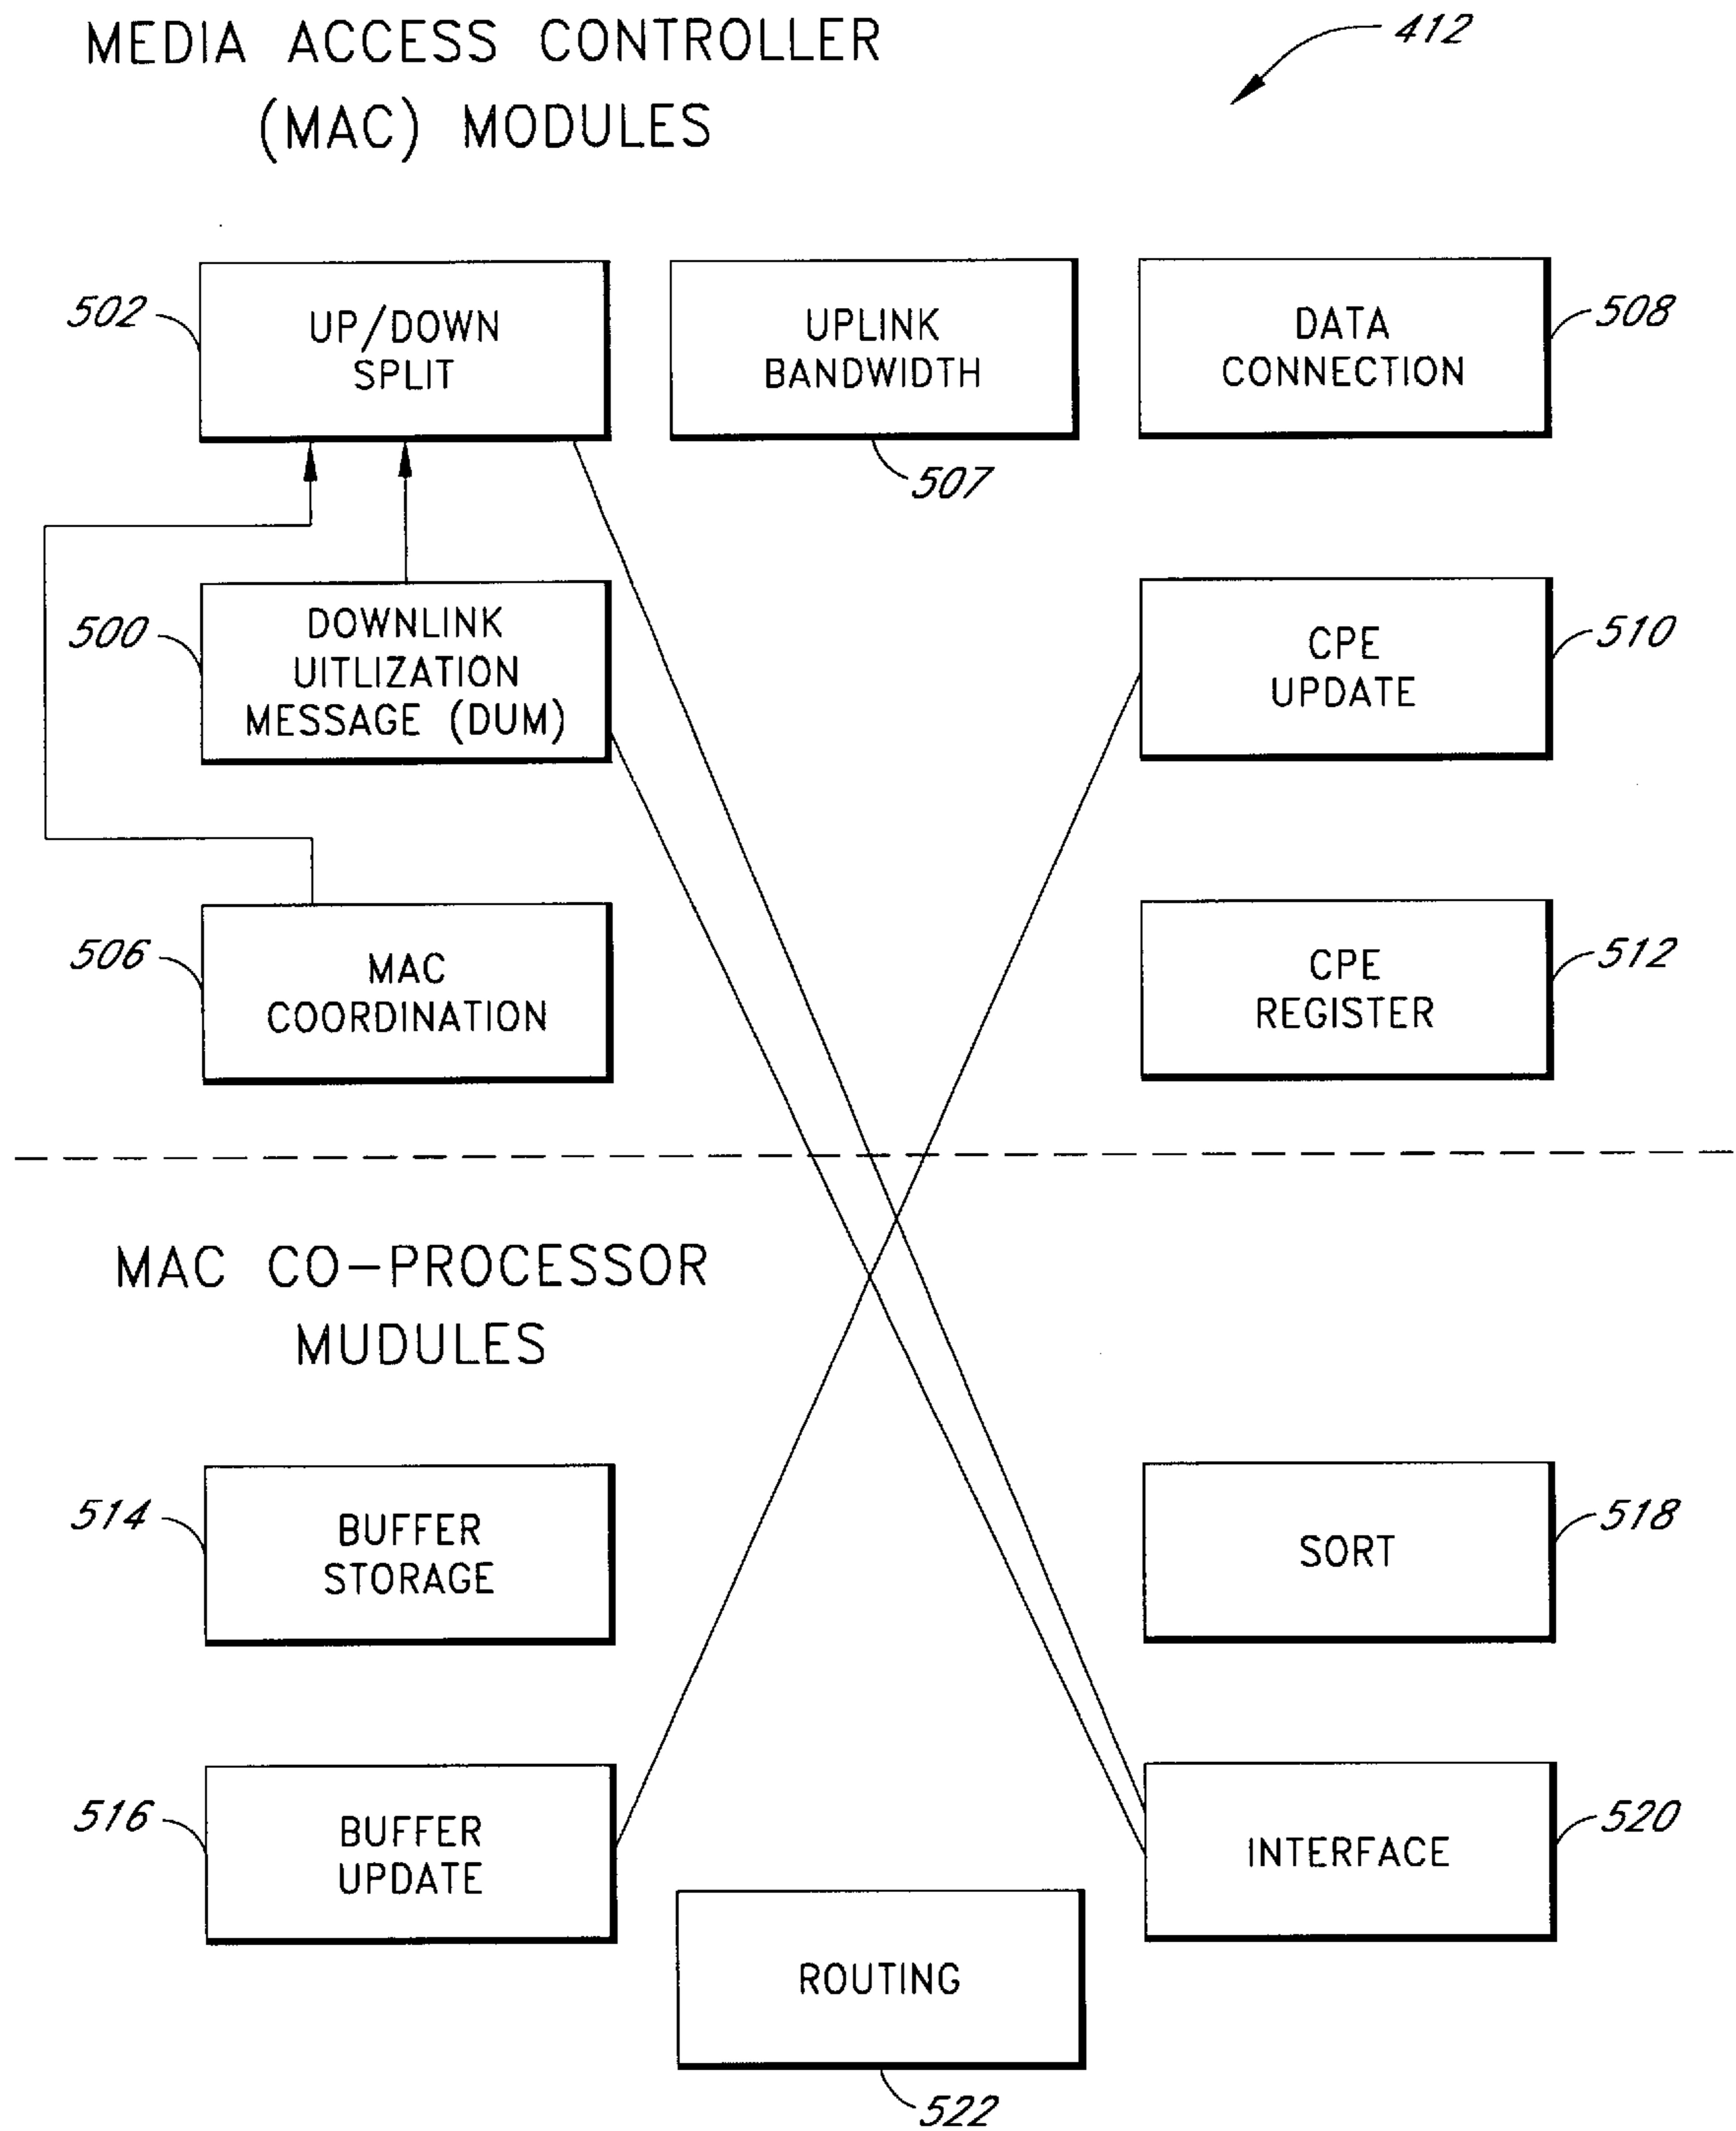 MEDIA ACCESS CONTROLLER
(MAC) MODULES
412
502
UP/DOWN
SPLIT
UPLINK
BANDWIDTH
507
DATA
CONNECTION
508
500
DOWNLINK
UITLIZATION
MESSAGE (DUM)
CPE
UPDATE
510
506
MAC
COORDINATION
CPE
REGISTER
512
MAC CO-PROCESSOR
MUDULES
514
BUFFER
STORAGE
SORT
518
516
BUFFER
UPDATE
INTERFACE
520
ROUTING
522